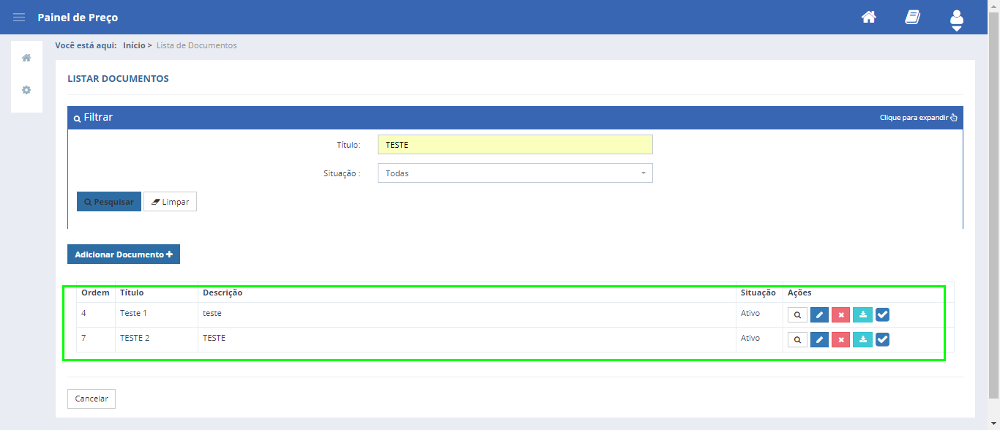 Painel de Preço
Você está aqui: Início > Lista de Documentos
LISTAR DOCUMENTOS
Filtrar Clique para expandir
Título: TESTE
Situação : Todas
Pesquisar Limpar
Adicionar Documento
Ordem Título Descrição Situação Ações
4 Teste 1 teste Ativo
7 TESTE 2 TESTE Ativo
Cancelar